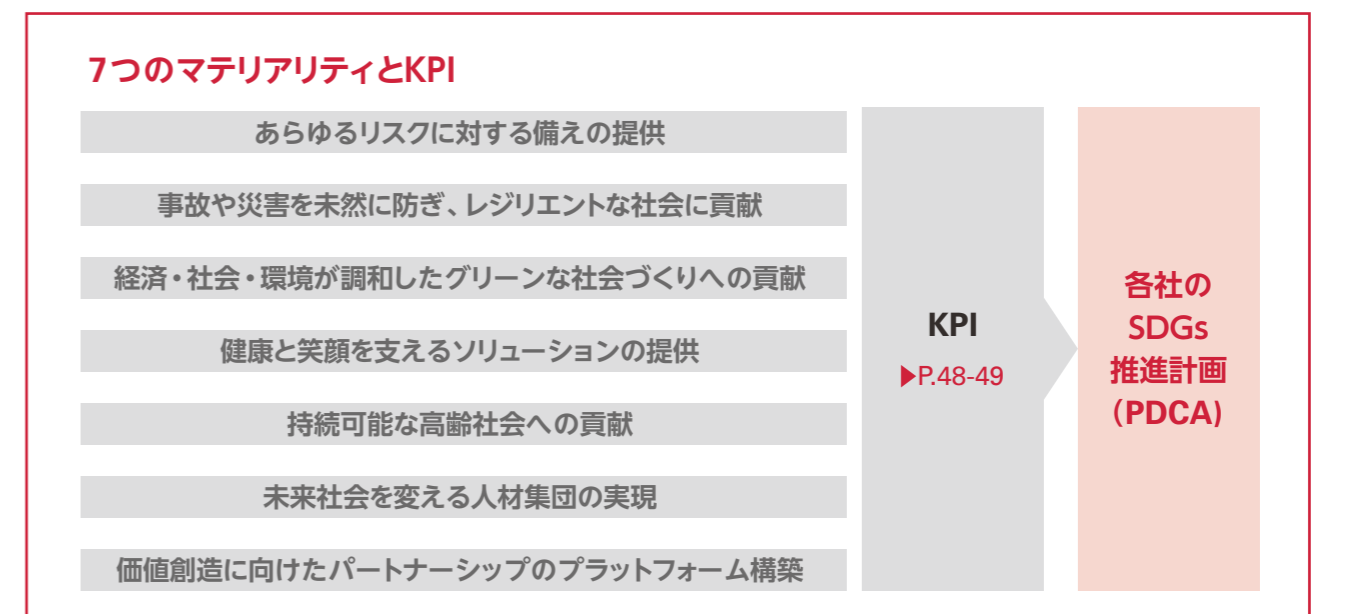 7つのマテリアリティとKPI
あらゆるリスクに対する備えの提供
事故や災害を未然に防ぎ、レジリエントな社会に貢献
経済・社会・環境が調和したグリーンな社会づくりへの貢献
健康と笑顔を支えるソリューションの提供
持続可能な高齢社会への貢献
未来社会を変える人材集団の実現
価値創造に向けたパートナーシップのプラットフォーム構築
KPI
▶P.48-49
各社の
SDGs
推進計画
（PDCA)